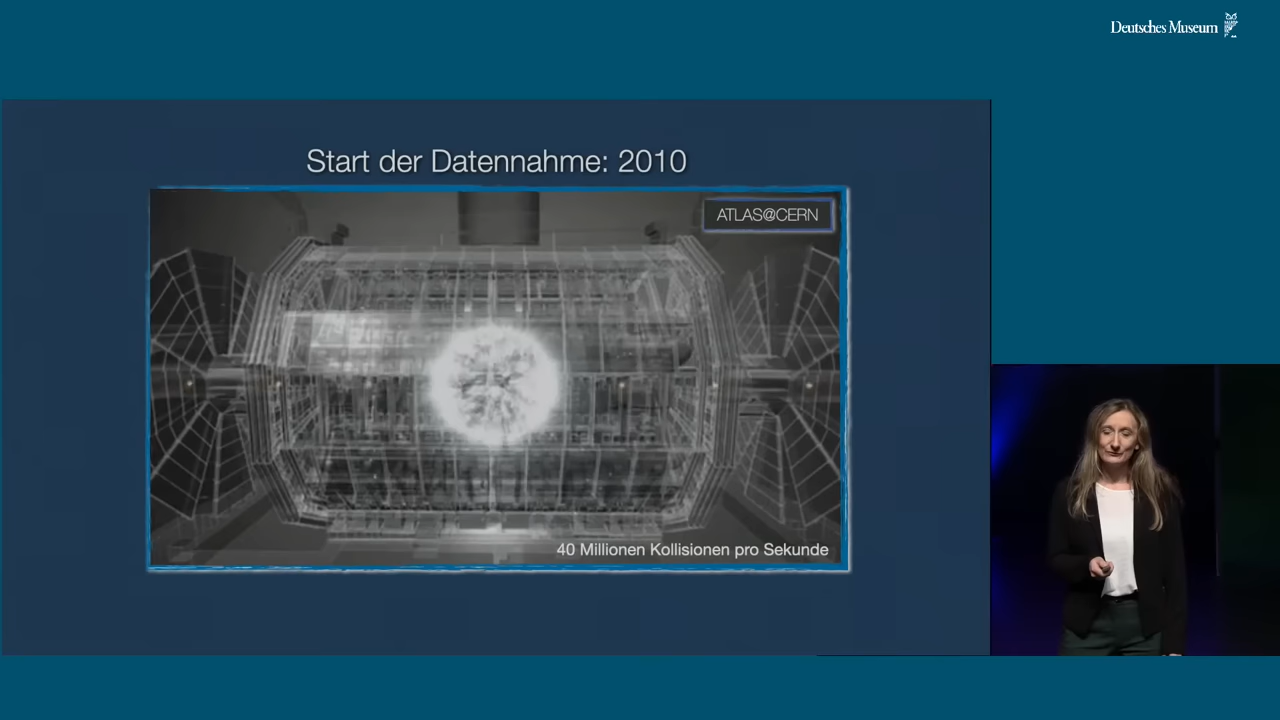 Deutsches Museum
Start der Datennahme: 2010
ATLAS@CERN
40 Millionen Kollisionen pro Sekunde